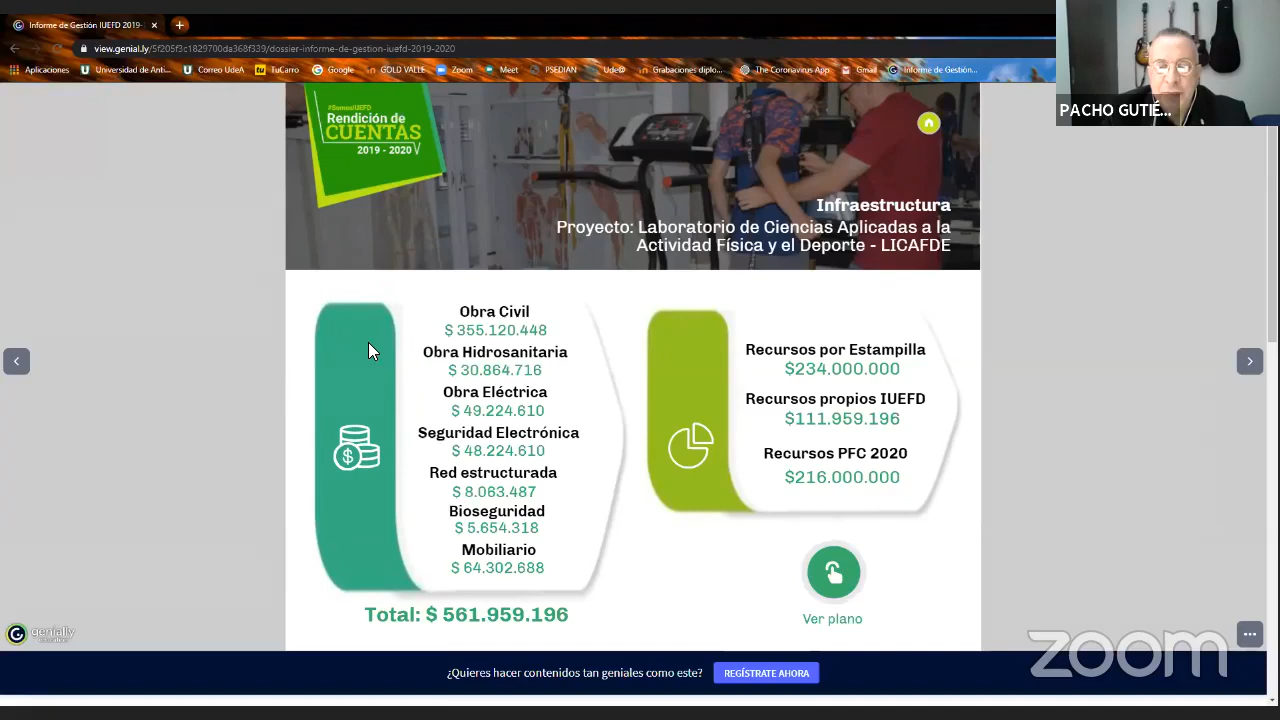 Informe de Gestión IUEFD 2019-
view.genial.ly/5f205f3c1829700da368f339/dossier-informe-de-gestion-iuefd-2019-2020
Aplicaciones
Universidad de Anti...
Correo UdeA
TuCarro
Google
GOLD VALLE
Zoom
Meet
PSEDIAN
Ude@
Grabaciones diplo...
The Coronavirus App
Gmail
Informe de Gestión...
PACHO GUTIÉ...
#SomosIUEFD
Rendición de
CUENTAS
2019 - 2020
Infraestructura
Proyecto: Laboratorio de Ciencias Aplicadas a la
Actividad Física y el Deporte - LICAFDE
Obra Civil
$ 355.120.448
Obra Hidrosanitaria
$ 30.864.716
Obra Eléctrica
$ 49.224.610
Seguridad Electrónica
$ 48.224.610
Red estructurada
$ 8.063.487
Bioseguridad
$ 5.654.318
Mobiliario
$ 64.302.688
Total: $ 561.959.196
Recursos por Estampilla
$234.000.000
Recursos propios IUEFD
$111.959.196
Recursos PFC 2020
$216.000.000
Ver plano
genially
¿Quieres hacer contenidos tan geniales como este?
REGÍSTRATE AHORA
zoom